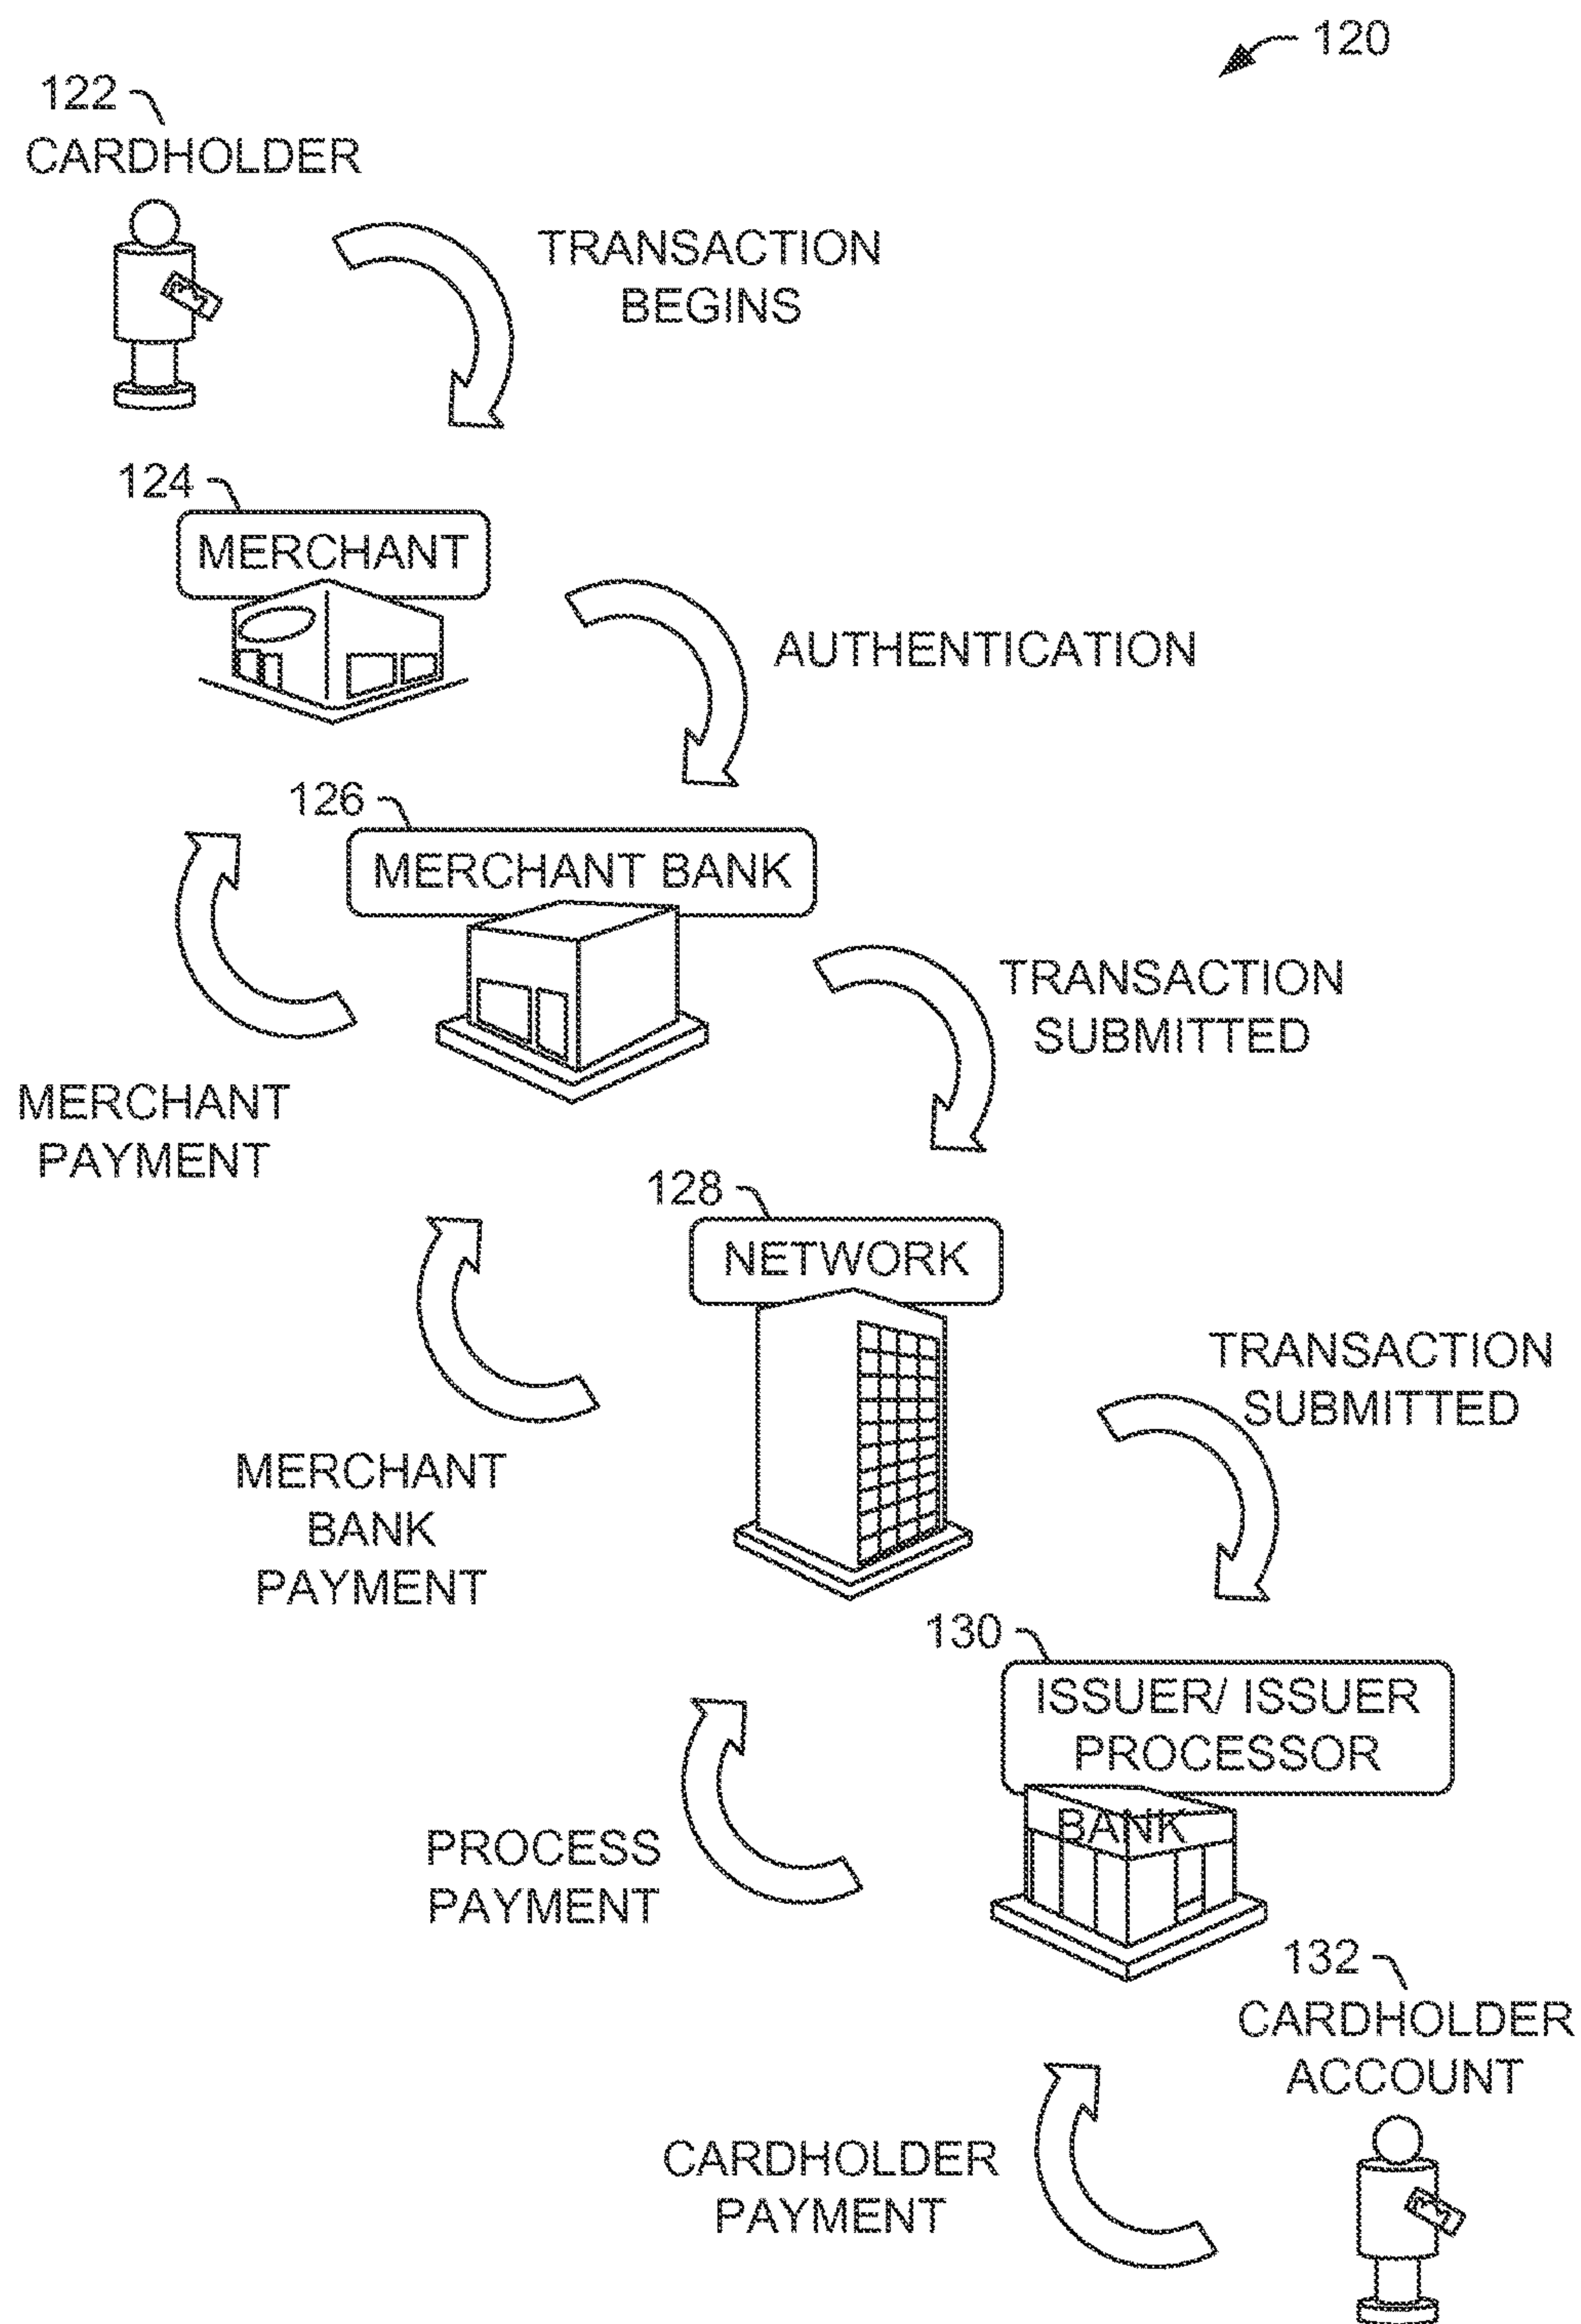 120
122
CARDHOLDER
TRANSACTION
BEGINS
124
MERCHANT
AUTHENTICATION
126
MERCHANT BANK
TRANSACTION
SUBMITTED
MERCHANT
PAYMENT
128
NETWORK
TRANSACTION
SUBMITTED
MERCHANT
BANK
PAYMENT
130
ISSUER/ ISSUER
PROCESSOR
BANK
PROCESS
PAYMENT
132
CARDHOLDER
ACCOUNT
CARDHOLDER
PAYMENT